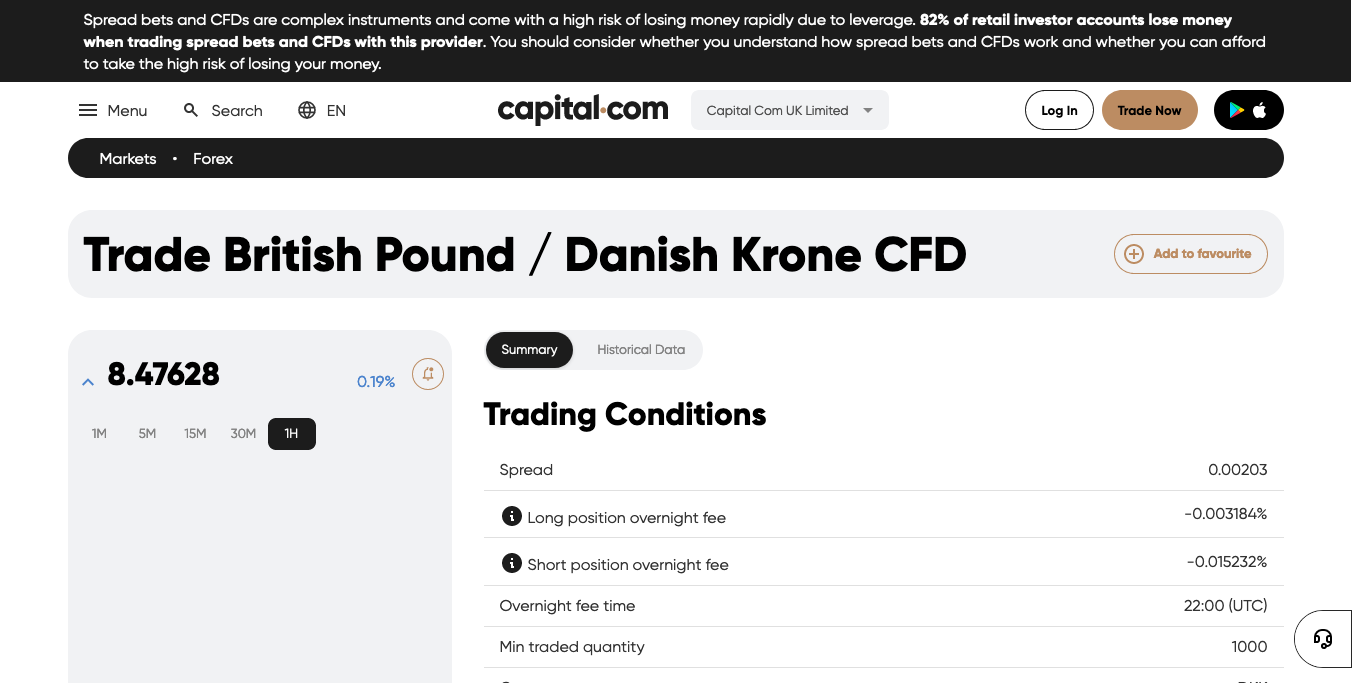 Spread bets and CFDs are complex instruments and come with a high risk of losing money rapidly due to leverage. 82% of retail investor accounts lose money
when trading spread bets and CFDs with this provider. You should consider whether you understand how spread bets and CFDs work and whether you can afford
to take the high risk of losing your money.
Menu
Search
EN
capital.com
Capital Com UK Limited
Log In
Trade Now
Markets • Forex
Trade British Pound / Danish Krone CFD
Add to favourite
8.47628
0.19%
1M 5M 15M 30M 1H
Summary
Historical Data
Trading Conditions
Spread 0.00203
Long position overnight fee -0.003184%
Short position overnight fee -0.015232%
Overnight fee time 22:00 (UTC)
Min traded quantity 1000